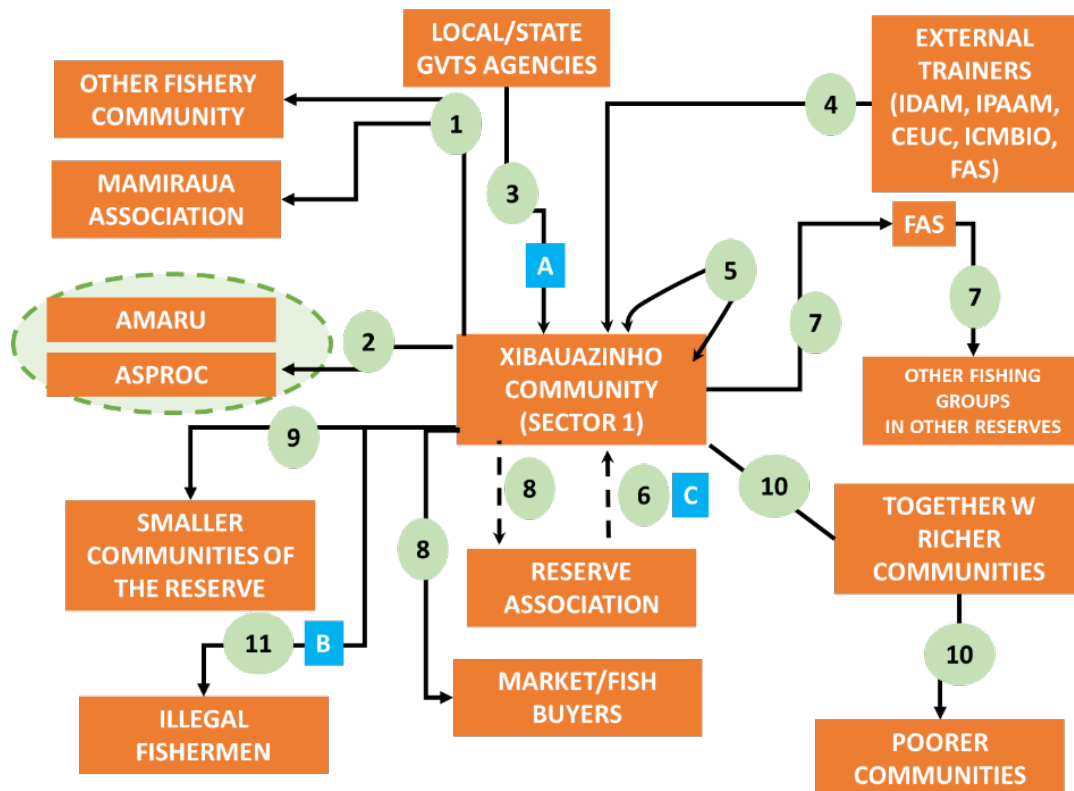 LOCAL/STATE
GVTS AGENCIES
EXTERNAL
TRAINERS
(IDAM, IPAAM,
CEUC, ICMBIO,
FAS)
OTHER FISHERY
COMMUNITY
1
4
MAMIRAUA
ASSOCIATION
3
FAS
A
5
7
7
AMARU
ASPROC
2
XIBAUAZINHO
COMMUNITY
(SECTOR 1)
OTHER FISHING
GROUPS
IN OTHER RESERVES
9
8
6
C
10
SMALLER
COMMUNITIES OF
THE RESERVE
8
RESERVE
ASSOCIATION
TOGETHER W
RICHER
COMMUNITIES
11
B
10
ILLEGAL
FISHERMEN
MARKET/FISH
BUYERS
POORER
COMMUNITIES